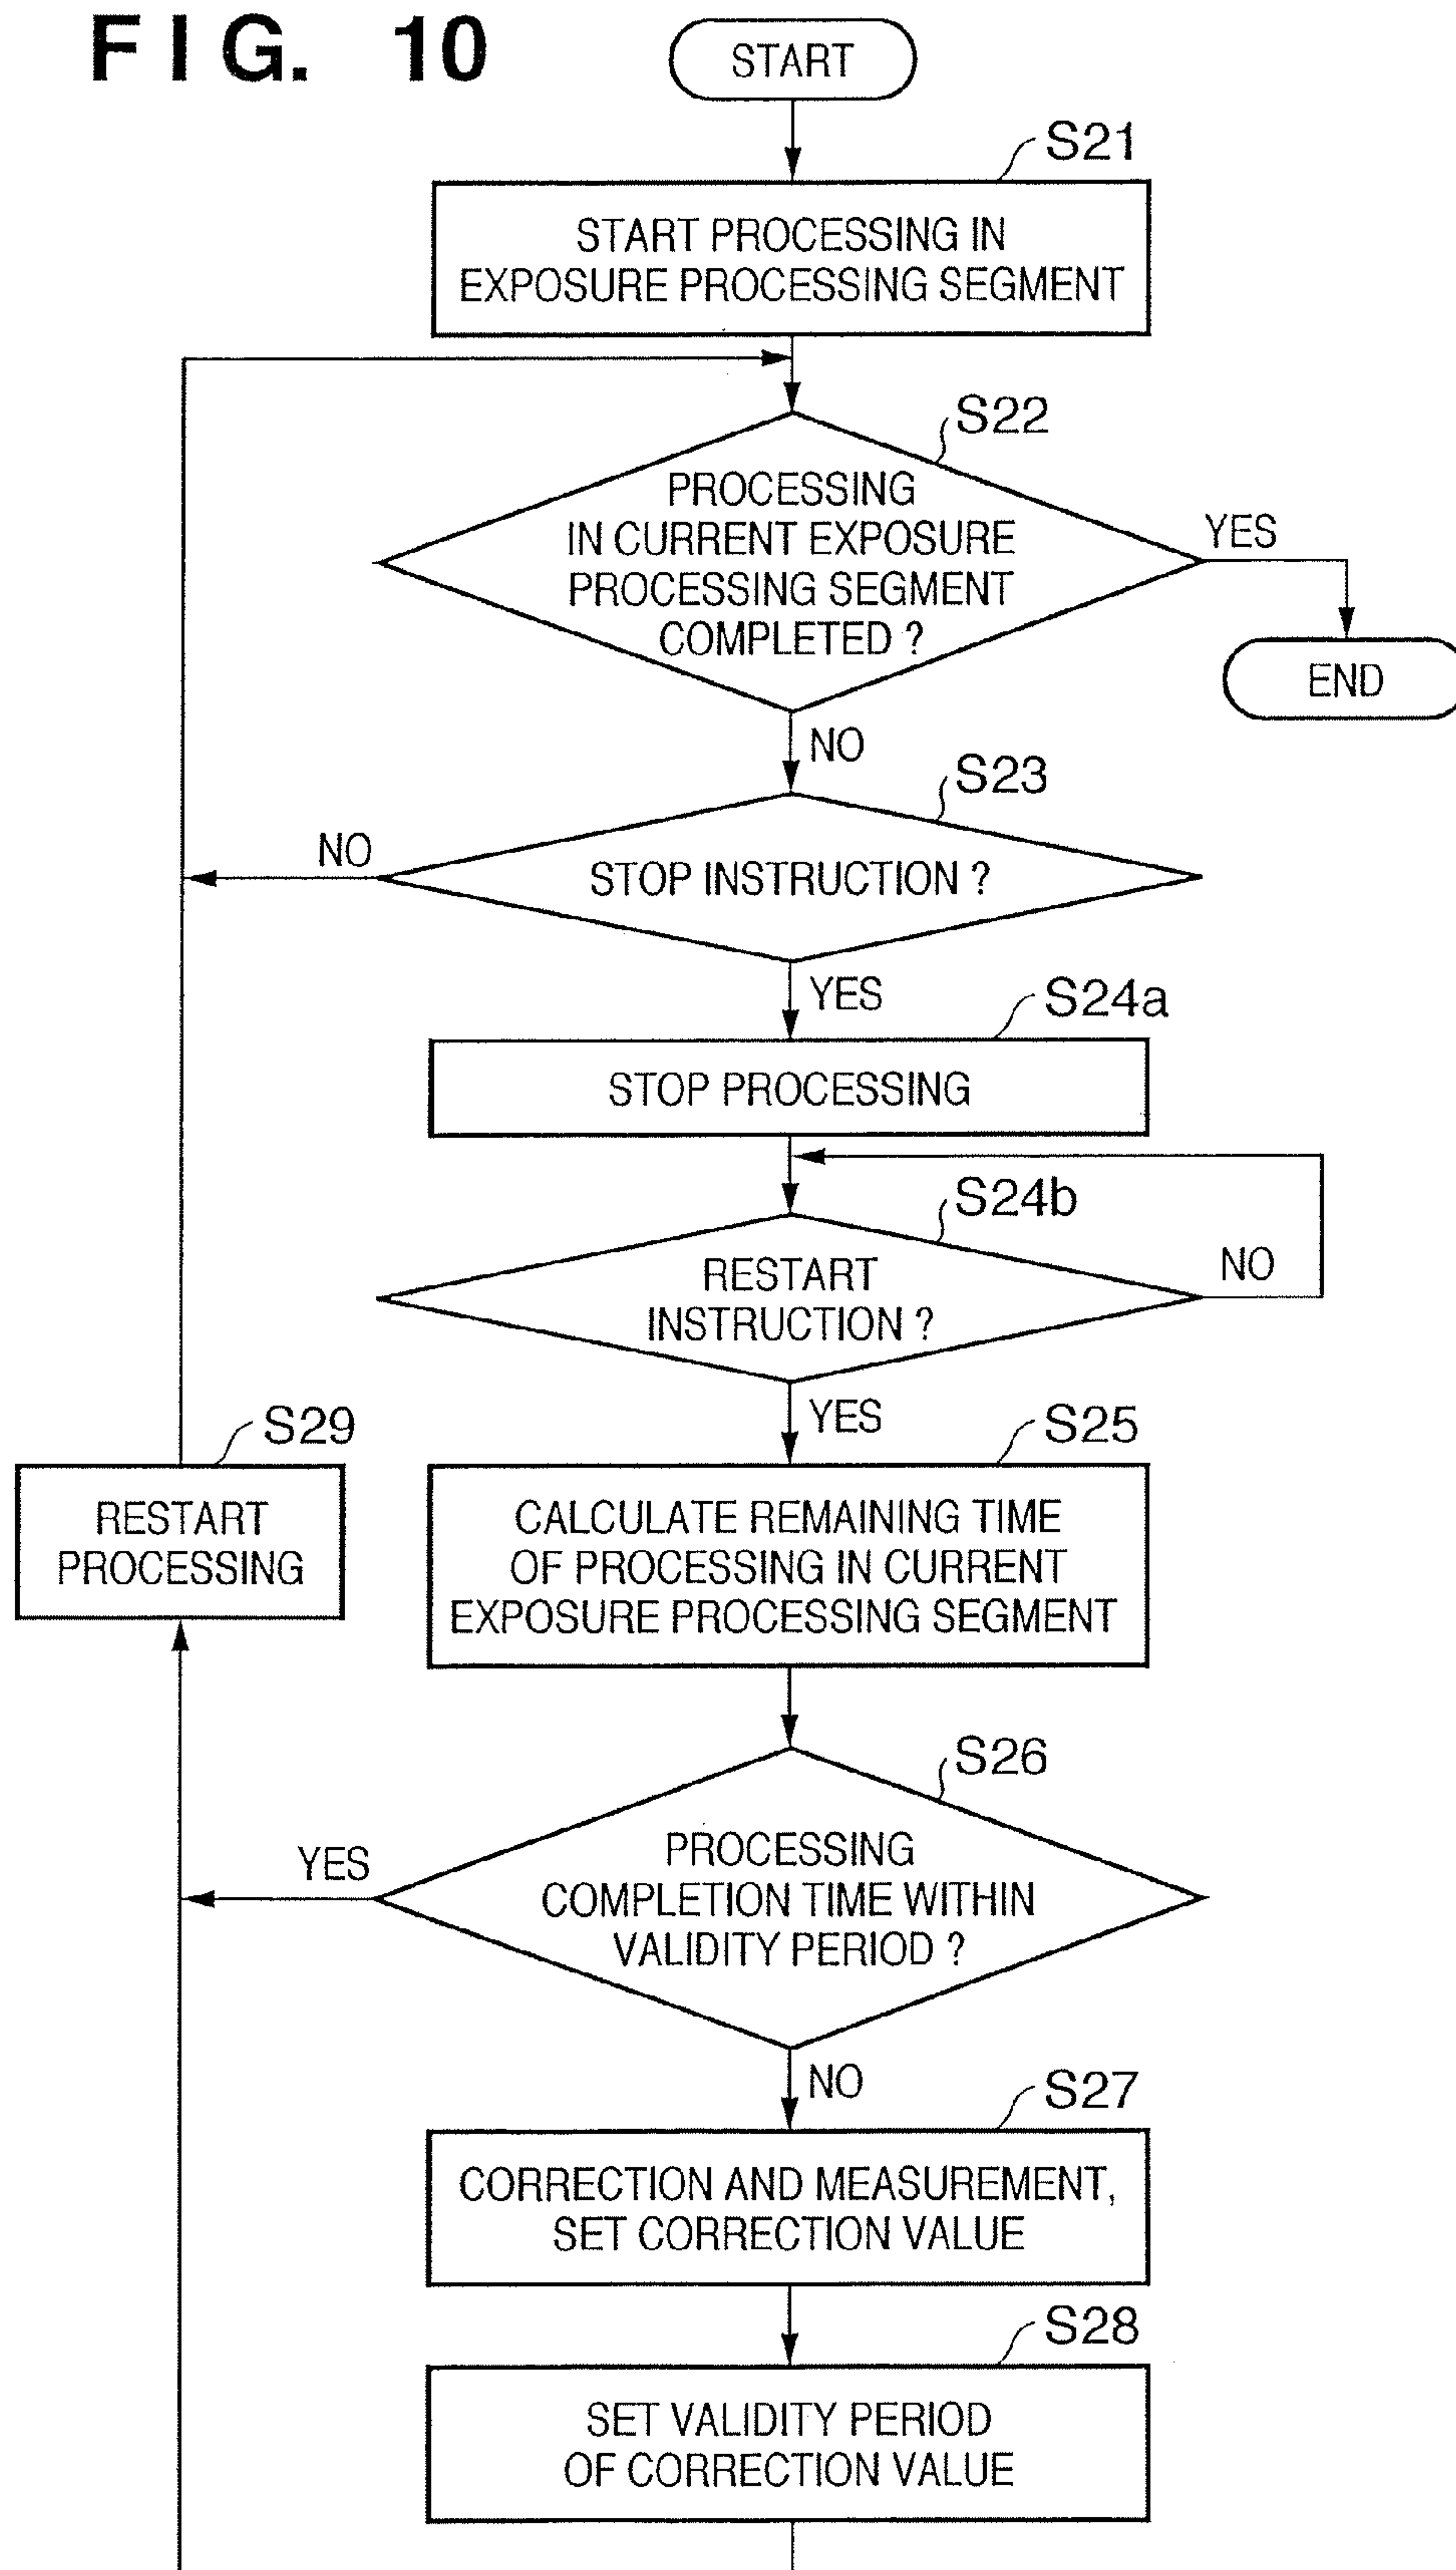 FIG. 10
START
S21
START PROCESSING IN
EXPOSURE PROCESSING SEGMENT
S22
PROCESSING
IN CURRENT EXPOSURE
PROCESSING SEGMENT
COMPLETED ?
YES
END
NO
S23
NO
STOP INSTRUCTION ?
YES
S24a
STOP PROCESSING
S24b
RESTART
INSTRUCTION ?
NO
YES
S29
RESTART
PROCESSING
S25
CALCULATE REMAINING TIME
OF PROCESSING IN CURRENT
EXPOSURE PROCESSING SEGMENT
S26
YES
PROCESSING
COMPLETION TIME WITHIN
VALIDITY PERIOD ?
NO
S27
CORRECTION AND MEASUREMENT,
SET CORRECTION VALUE
S28
SET VALIDITY PERIOD
OF CORRECTION VALUE